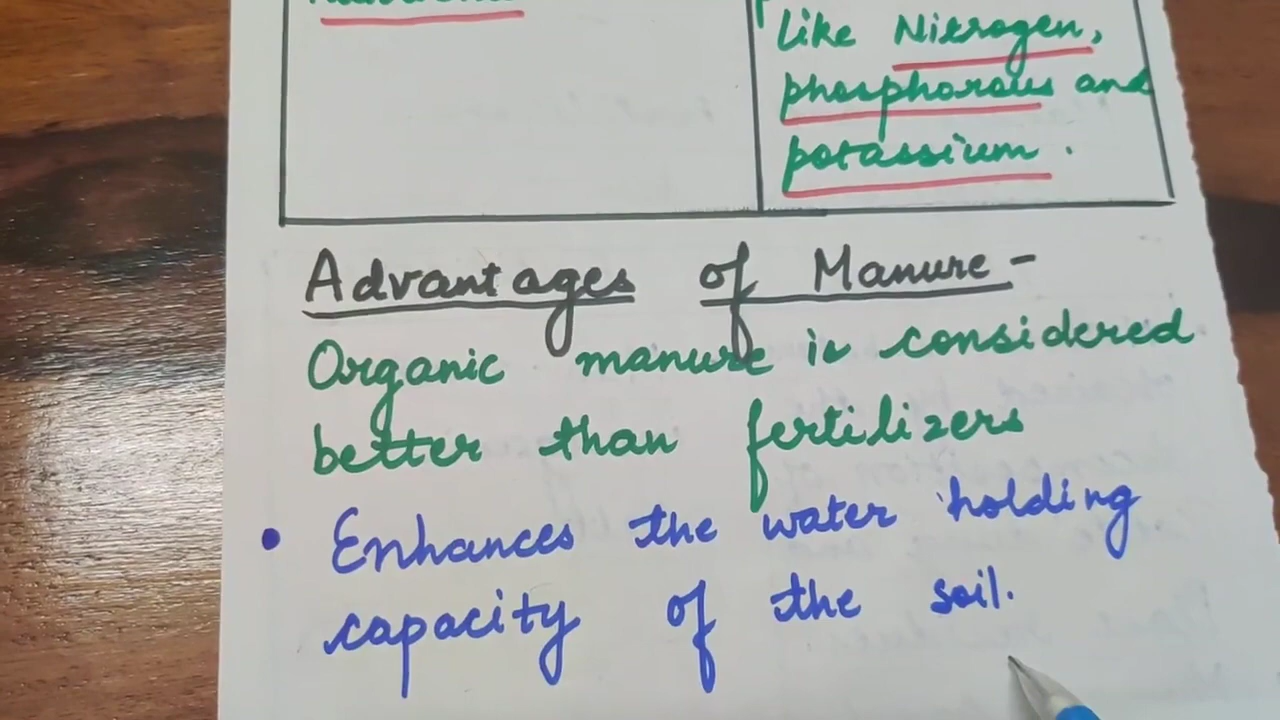 like Nitrogen,
phosphorous and
potassium.
Advantages of Manure -
Organic manure is considered
better than fertilizers
• Enhances the water holding
capacity of the soil.